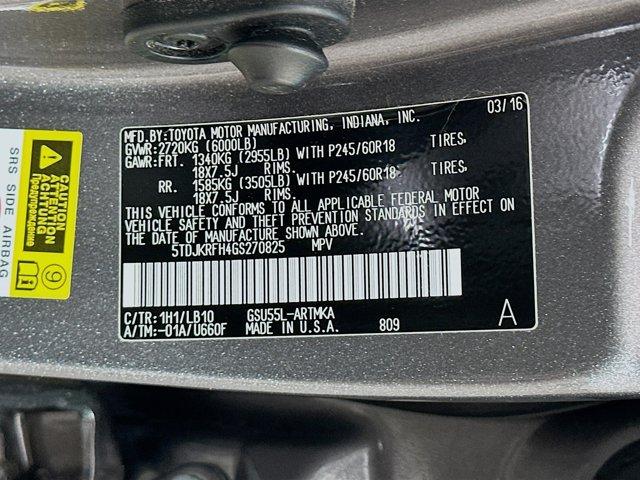 03/16
MFD.BY:TOYOTA MOTOR MANUFACTURING, INDIANA, INC.
GVWR:2720KG (6000LB)
GAWR:FRT. 1340KG (2955LB) WITH P245/60R18 TIRES,
18X7.5J RIMS.
RR. 1585KG (3505LB) WITH P245/60R18 TIRES,
18X7.5J RIMS.
THIS VEHICLE CONFORMS TO ALL APPLICABLE FEDERAL MOTOR
VEHICLE SAFETY AND THEFT PREVENTION STANDARDS IN EFFECT ON
THE DATE OF MANUFACTURE SHOWN ABOVE.
5TDJKRFH4GS270825 MPV
C/TR:1H1/LB10 GSU55L-ARTMKA
A/TM:-01A/U660F MADE IN U.S.A. 809
A
SRS SIDE AIRBAG
CAUTION
ATTENTION
ACHTUNG
Предупреждение
9